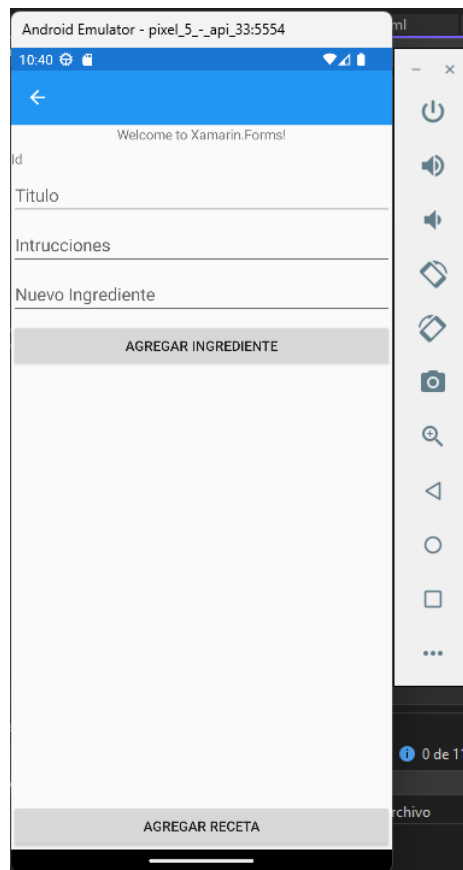 Android Emulator - pixel_5_-_api_33:5554
ml
10:40
Welcome to Xamarin.Forms!
Id
Titulo
Intrucciones
Nuevo Ingrediente
AGREGAR INGREDIENTE
0 de 11
rchivo
AGREGAR RECETA